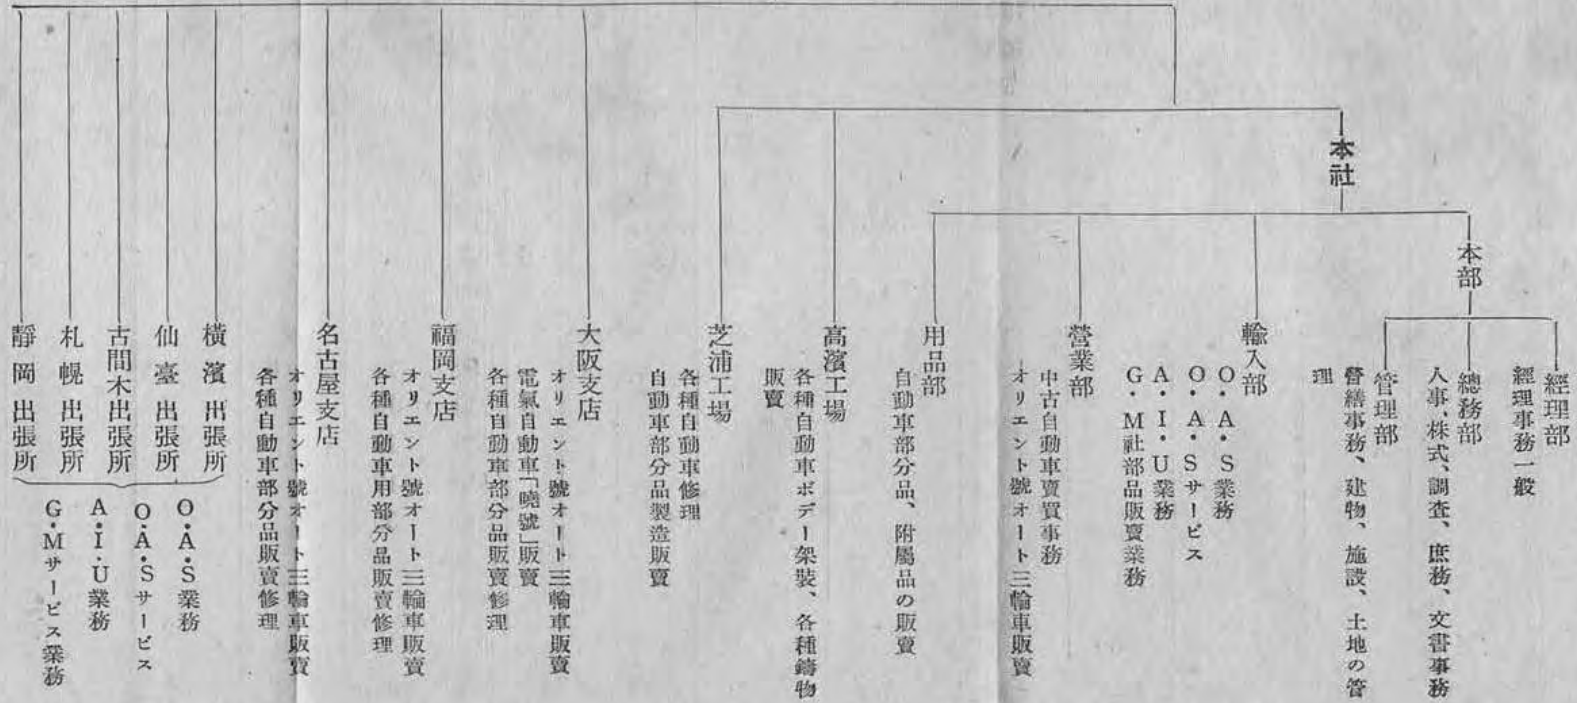 本社
本部
經理部
經理事務一般
總務部
人事、株式、調査、庶務、文書事務
管理部
營繕事務、建物、施設、土地の管
理
輸入部
O・A・S業務
O・A・Sサービス
A・I・U業務
G・M社部品販賣業務
營業部
中古自動車賣買事務
オリエント號オート三輪車販賣
用品部
自動車部分品、附屬品の販賣
高濱工場
各種自動車ボデー架裝、各種鑄物
販賣
芝浦工場
各種自動車修理
自動車部分品製造販賣
大阪支店
オリエント號オート三輪車販賣
電氣自動車「曉號」販賣
各種自動車部分品販賣修理
福岡支店
オリエント號オート三輪車販賣
各種自動車用部分品販賣修理
名古屋支店
オリエント號オート三輪車販賣
各種自動車部分品販賣修理
橫濱出張所
仙臺出張所
古間木出張所
札幌出張所
靜岡出張所
O・A・S業務
O・A・Sサービス
A・I・U業務
G・Mサービス業務